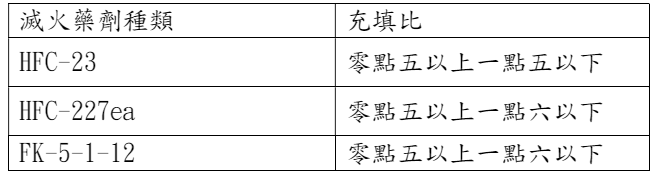 滅火藥劑種類 充填比
HFC-23 零點五以上一點五以下
HFC-227ea 零點五以上一點六以下
FK-5-1-12 零點五以上一點六以下